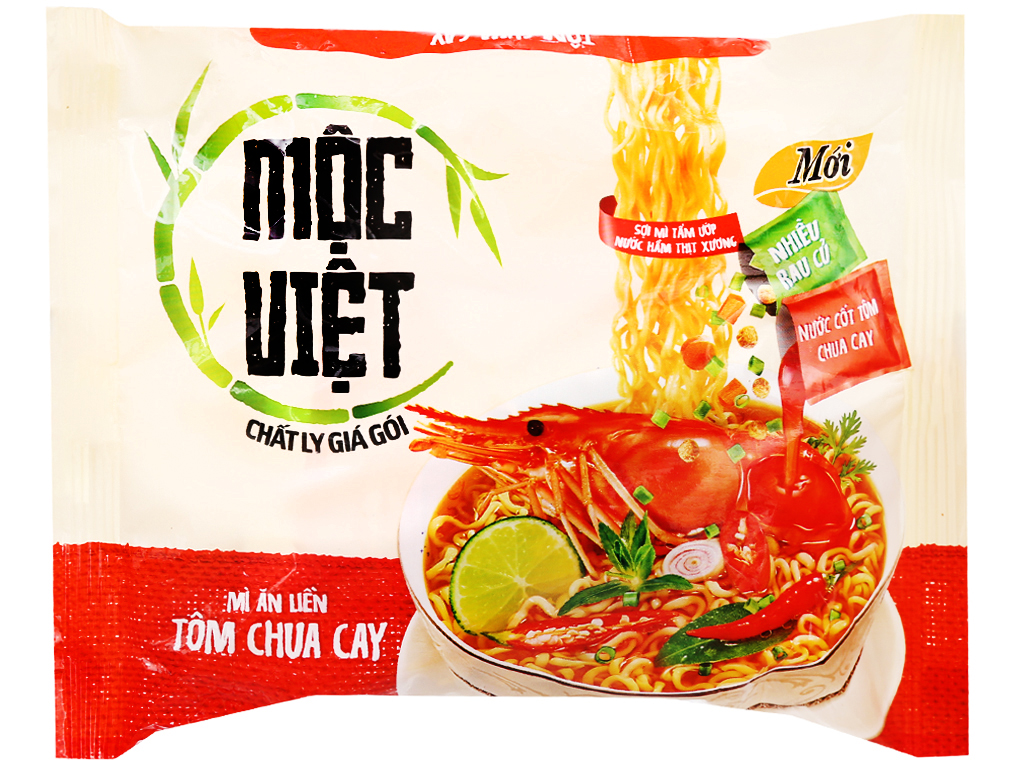 MỘC
VIỆT
CHẤT LY GIÁ GÓI
Mới
SỢI MÌ TẨM ƯỚP
NƯỚC HẦM THỊT XƯƠNG
NHIỀU
RAU CỦ
NƯỚC CỐT TÔM
CHUA CAY
MÌ ĂN LIỀN
TÔM CHUA CAY